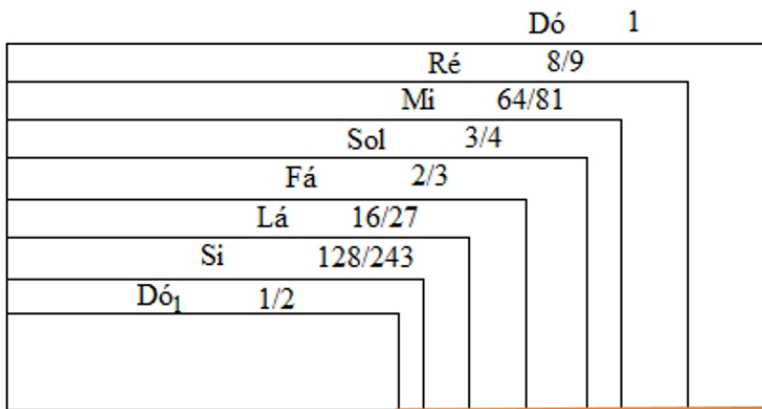 Dó 1
Ré 8/9
Mi 64/81
Sol 3/4
Fá 2/3
Lá 16/27
Si 128/243
Dó₁ 1/2